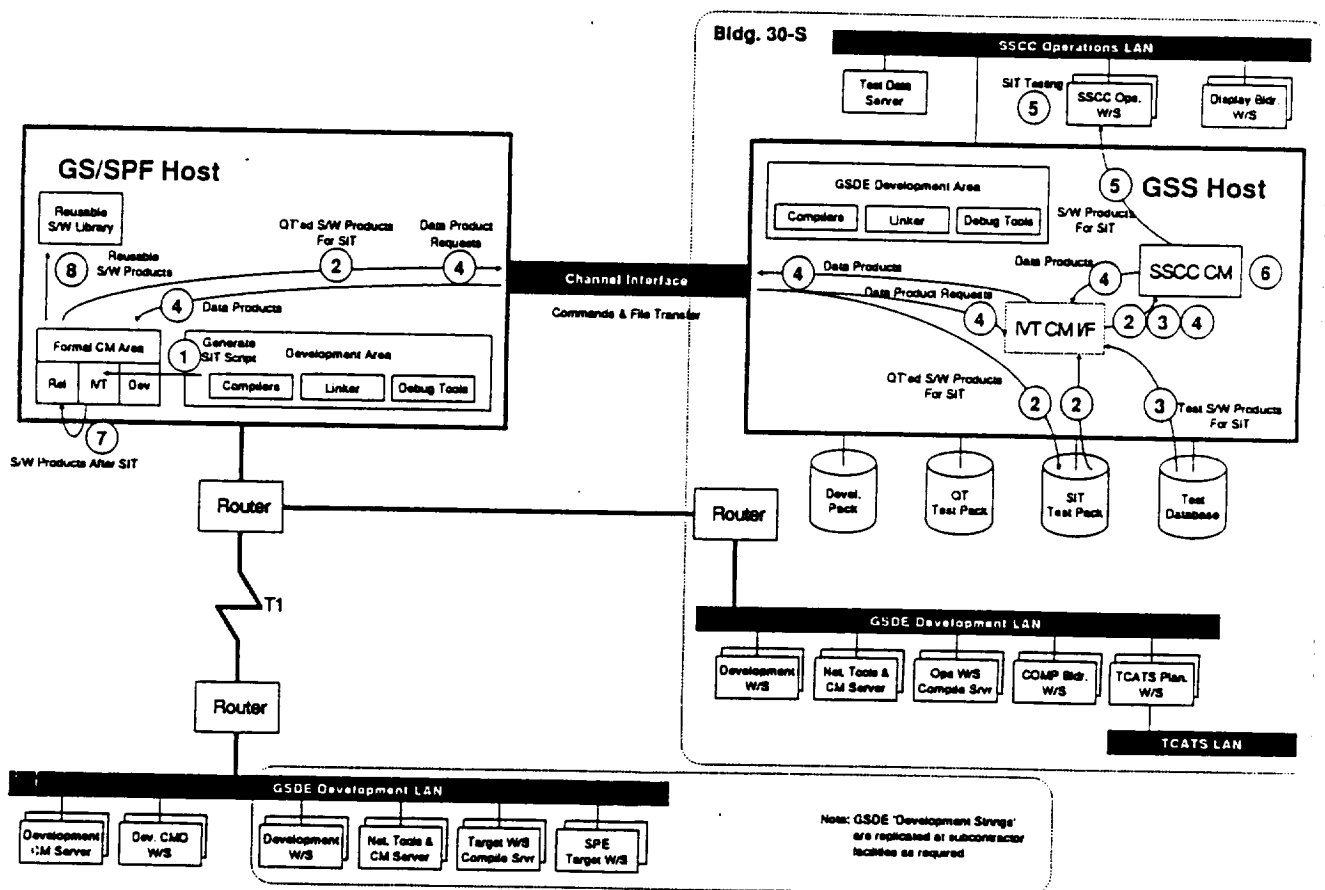 Bldg. 30-S
SSCC Operations LAN
Test Data
Server
SIT Testing
5
SSCC Ops.
W/S
Display Bldr.
W/S
GS/SPF Host
Reusable
S/W Library
8
Reusable
S/W Products
QT'ed S/W Products
For SIT
2
Data Product
Requests
4
4
Data Products
Formal CM Area
Rel
IVT
Dev
1
Generate
SIT Script
Development Area
Compilers
Linker
Debug Tools
7
S/W Products After SIT
Channel Interface
Commands & File Transfer
GSS Host
GSDE Development Area
Compilers
Linker
Debug Tools
5
S/W Products
For SIT
4
Data Products
Data Product Requests
4
Data Products
4
SSCC CM
6
IVT CM I/F
2
3
4
QT'ed S/W Products
For SIT
2
2
3
Test S/W Products
For SIT
Devel.
Pack
QT
Test Pack
SIT
Test Pack
Test
Database
Router
Router
T1
Router
GSDE Development LAN
Development
W/S
Net. Tools &
CM Server
Ops W/S
Compile Srvr
COMP Bldr.
W/S
TCATS Plan.
W/S
TCATS LAN
GSDE Development LAN
Development
CM Server
Dev. CMD
W/S
Development
W/S
Net. Tools &
CM Server
Target W/S
Compile Srvr
SPE
Target W/S
Note: GSDE 'Development Strings'
are replicated at subcontractor
facilities as required